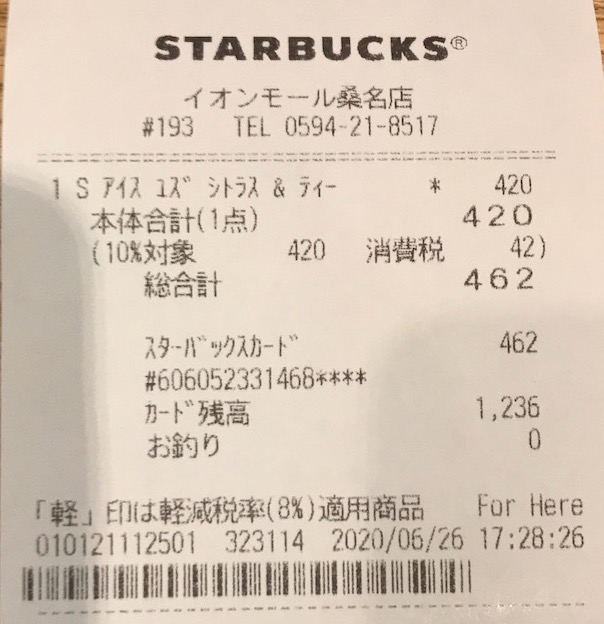 STARBUCKS®
イオンモール桑名店
#193 TEL 0594-21-8517
1 S アイス ユズ シトラス & ティー * 420
本体合計(1点) 420
(10%対象 420 消費税 42)
総合計 462
スターバックスカード 462
#606052331468****
カード残高 1,236
お釣り 0
「軽」印は軽減税率(8%)適用商品 For Here
010121112501 323114 2020/06/26 17:28:26